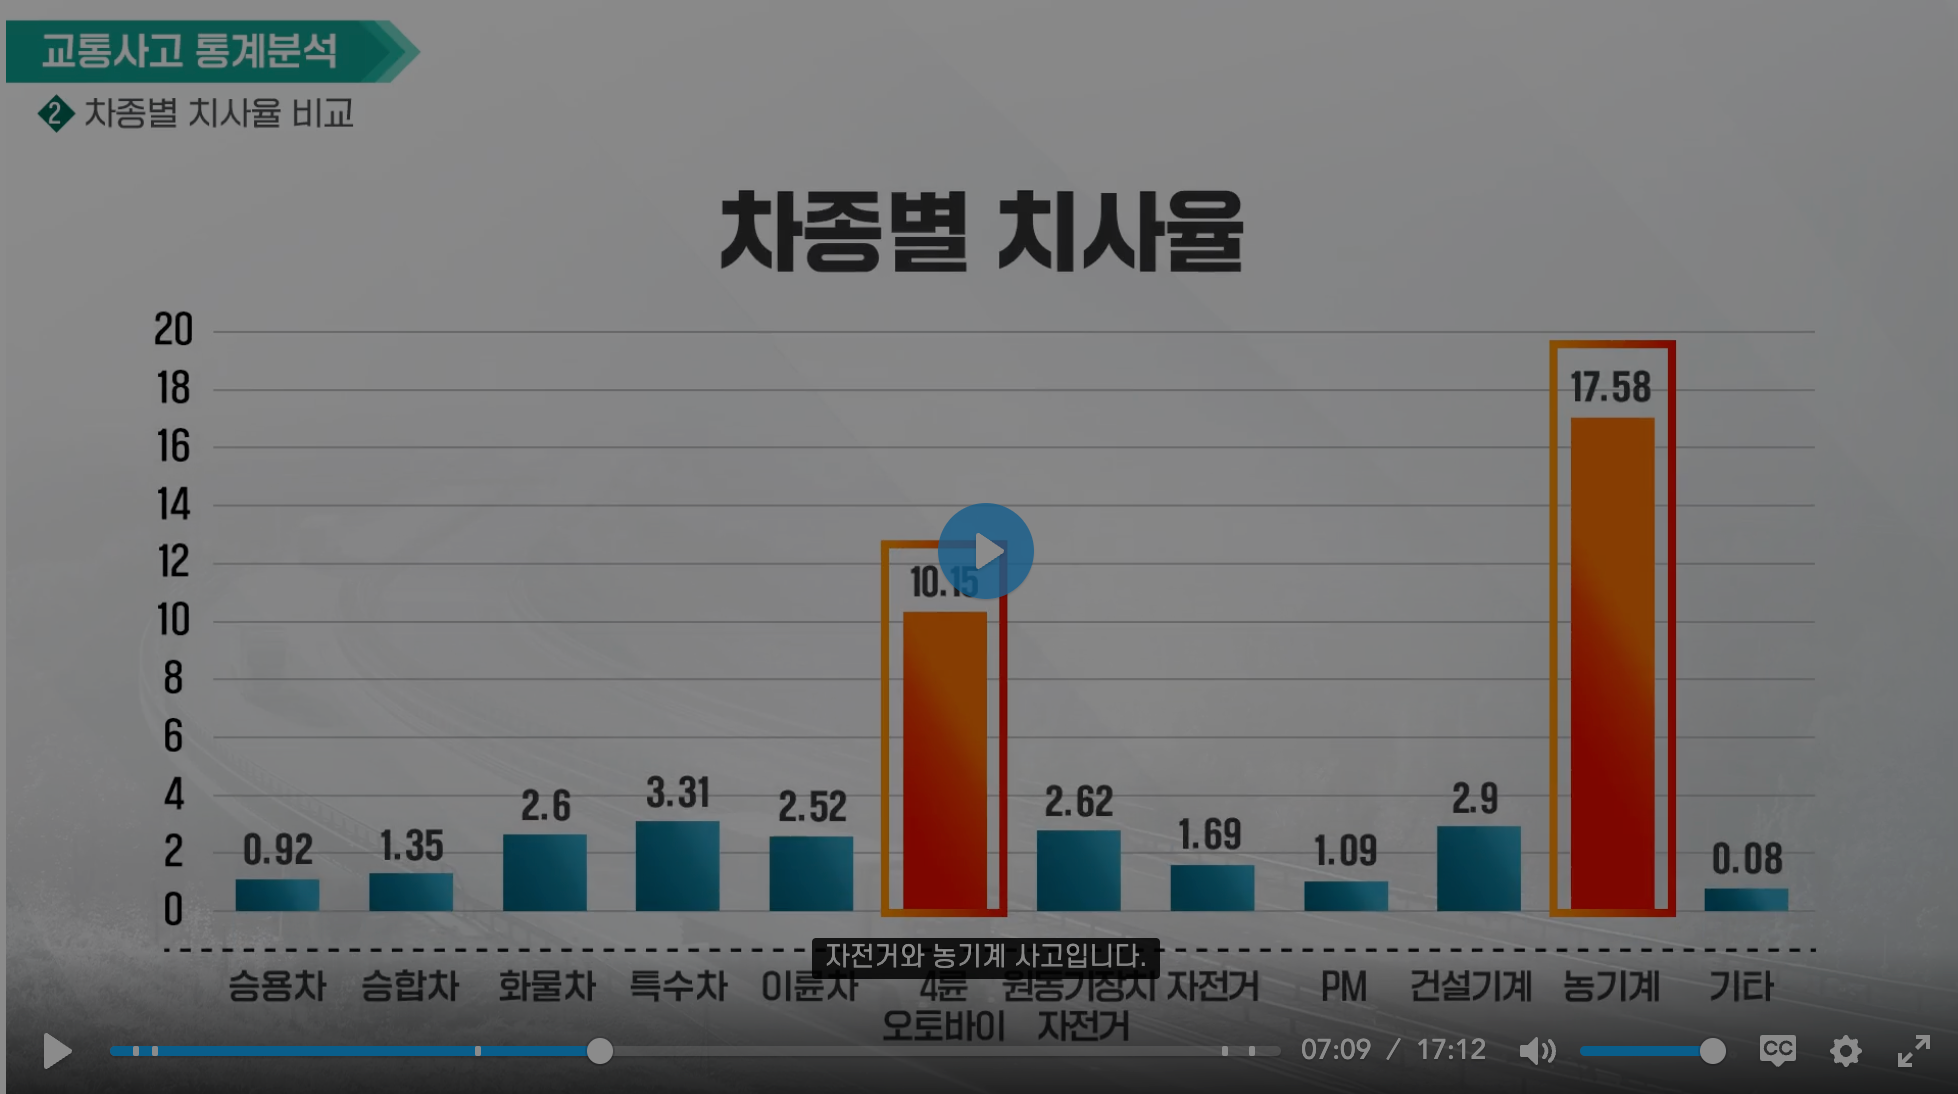 교통사고 통계분석
2 차종별 치사율 비교
차종별 치사율
20
18
16
14
12
10
8
6
4
2
0
0.92
1.35
2.6
3.31
2.52
10.15
2.62
1.69
1.09
2.9
17.58
0.08
자전거와 농기계 사고입니다.
승용차 승합차 화물차 특수차 이륜차 4륜 원동기장치 자전거 PM 건설기계 농기계 기타
오토바이 자전거
07:09 / 17:12
CC